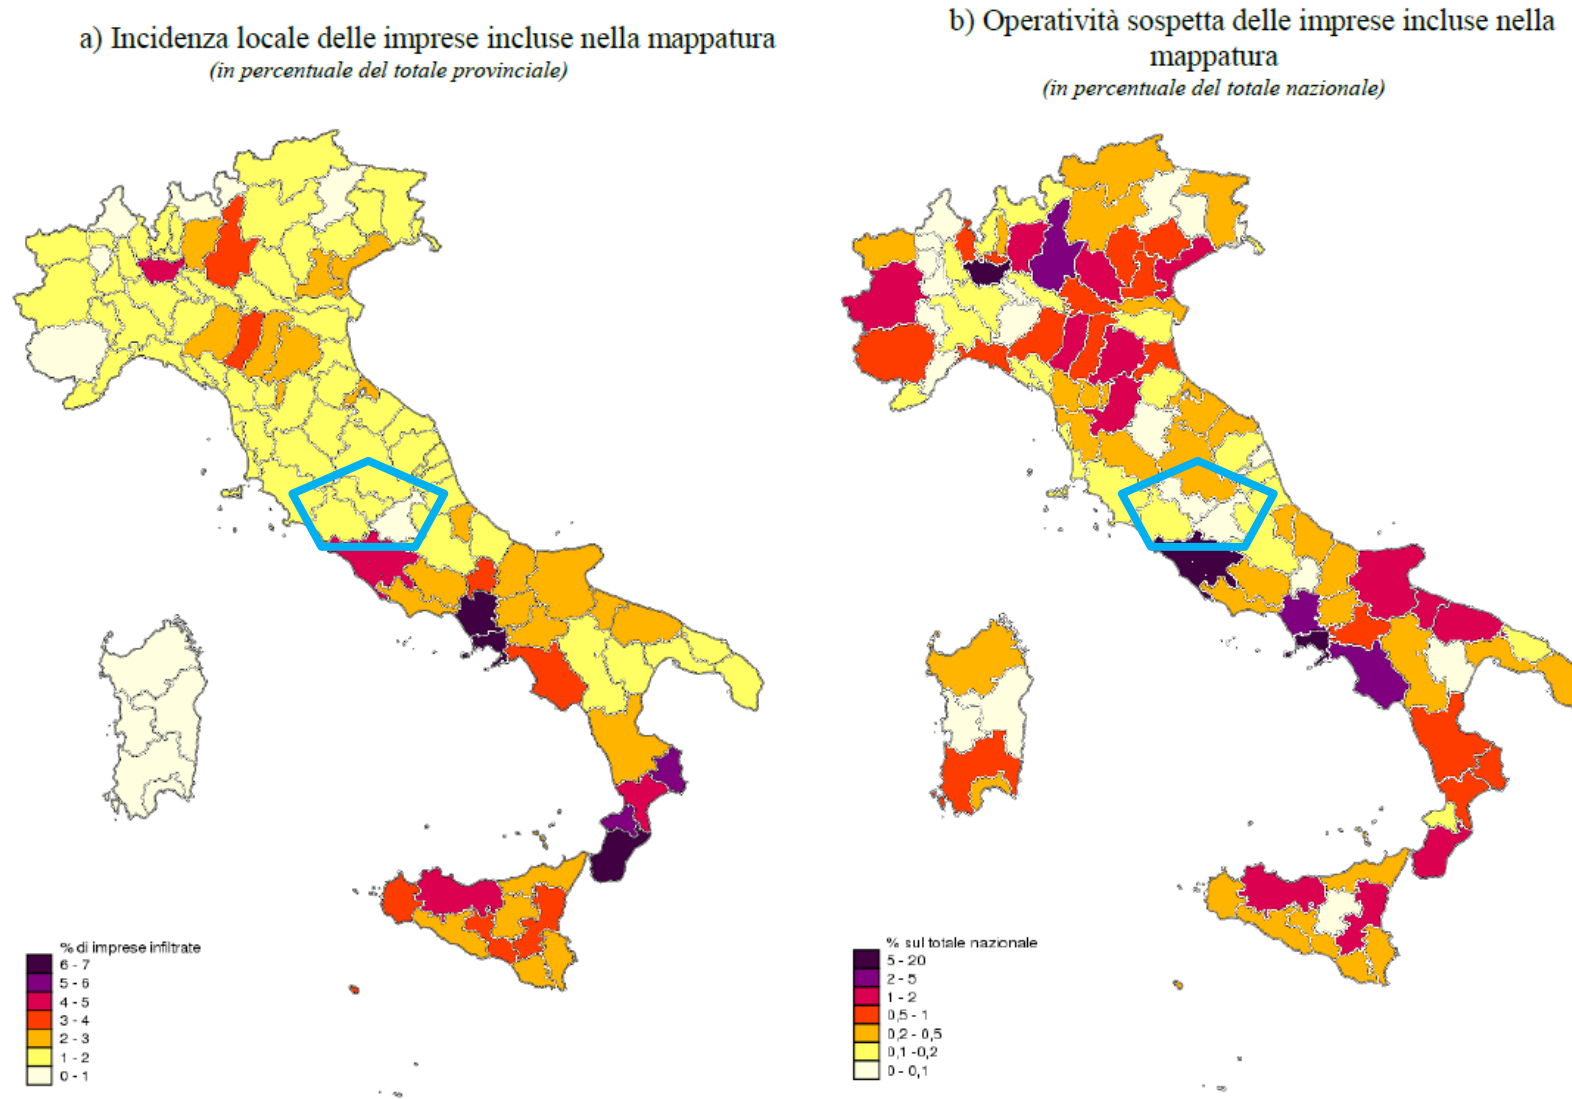 a) Incidenza locale delle imprese incluse nella mappatura
(in percentuale del totale provinciale)
b) Operatività sospetta delle imprese incluse nella
mappatura
(in percentuale del totale nazionale)
% di imprese infiltrate
6 - 7
5 - 6
4 - 5
3 - 4
2 - 3
1 - 2
0 - 1
% sul totale nazionale
5 - 20
2 - 5
1 - 2
0,5 - 1
0,2 - 0,5
0,1 -0,2
0 - 0,1